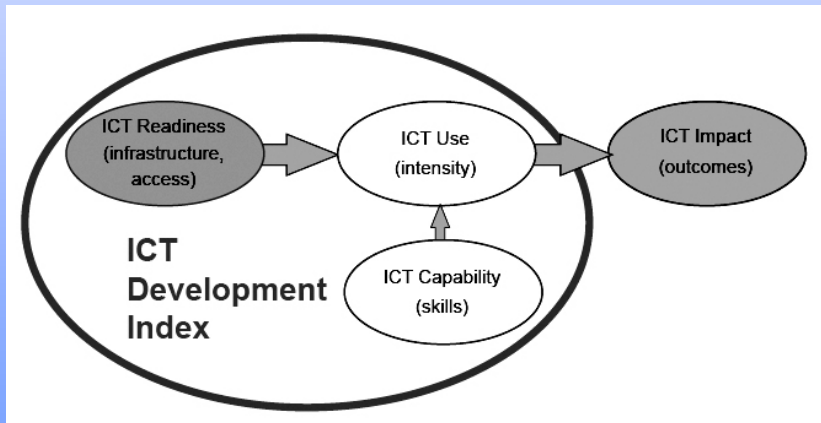 ICT Readiness
(infrastructure,
access)
ICT Use
(intensity)
ICT Impact
(outcomes)
ICT
Development
Index
ICT Capability
(skills)